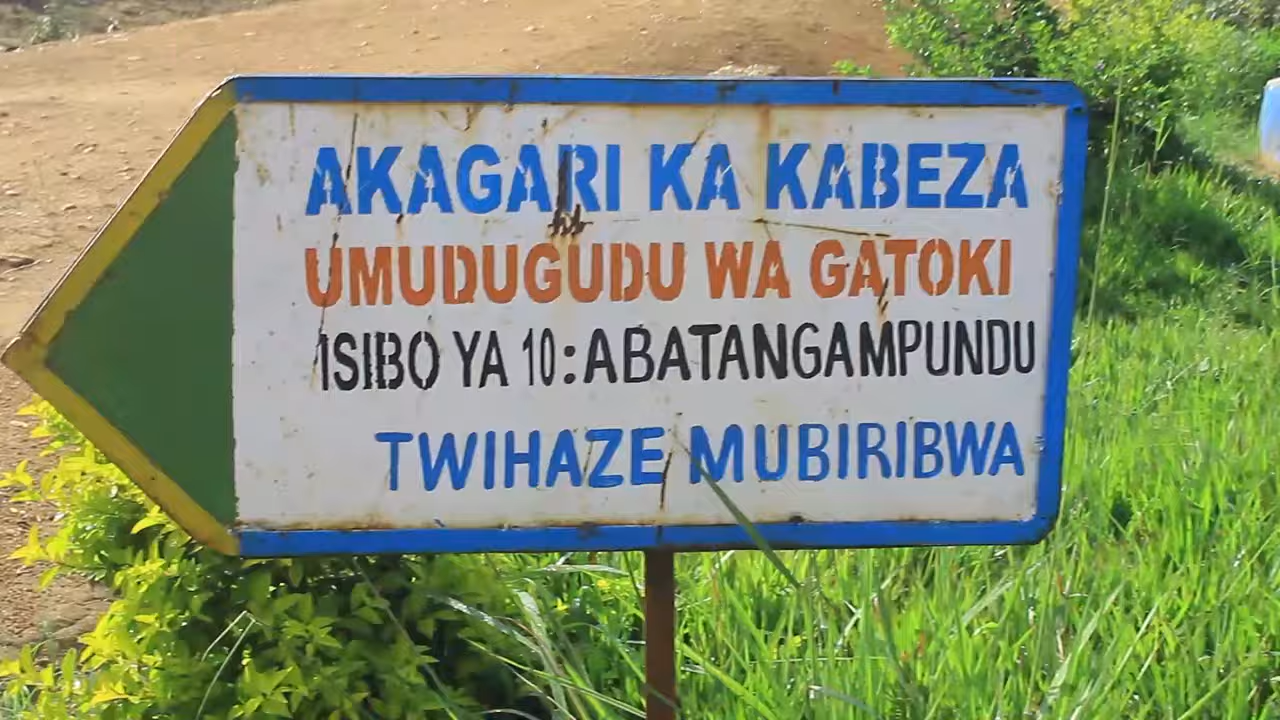 AKAGARI KA KABEZA
UMUDUGUDU WA GATOKI
ISIBO YA 10: ABATANGAMPUNDU
TWIHAZE MUBIRIBWA